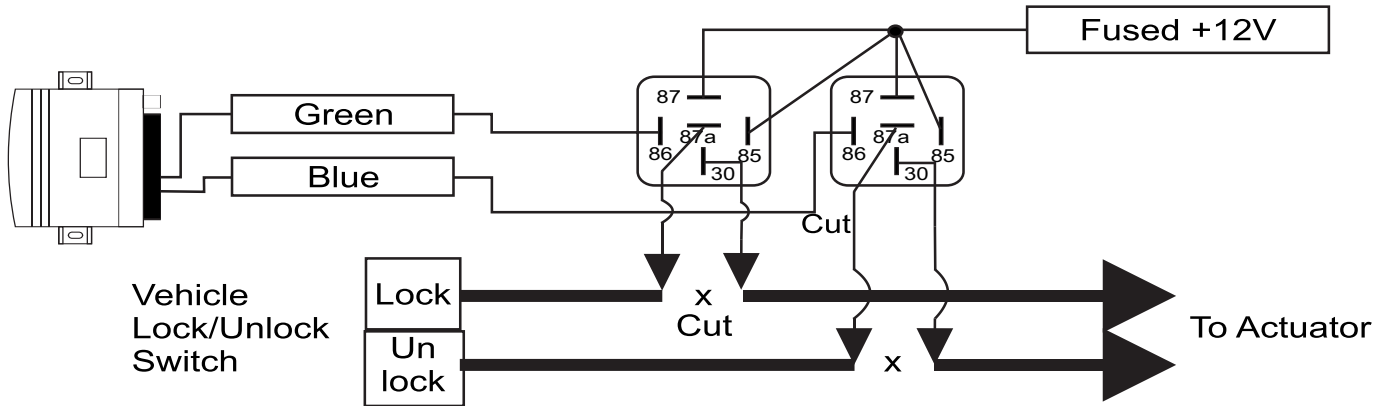 Fused +12V
Green
Blue
87
87a
86
85
30
87
87a
86
85
30
Cut
Vehicle
Lock/Unlock
Switch
Lock
x
Cut
Un
lock
x
To Actuator